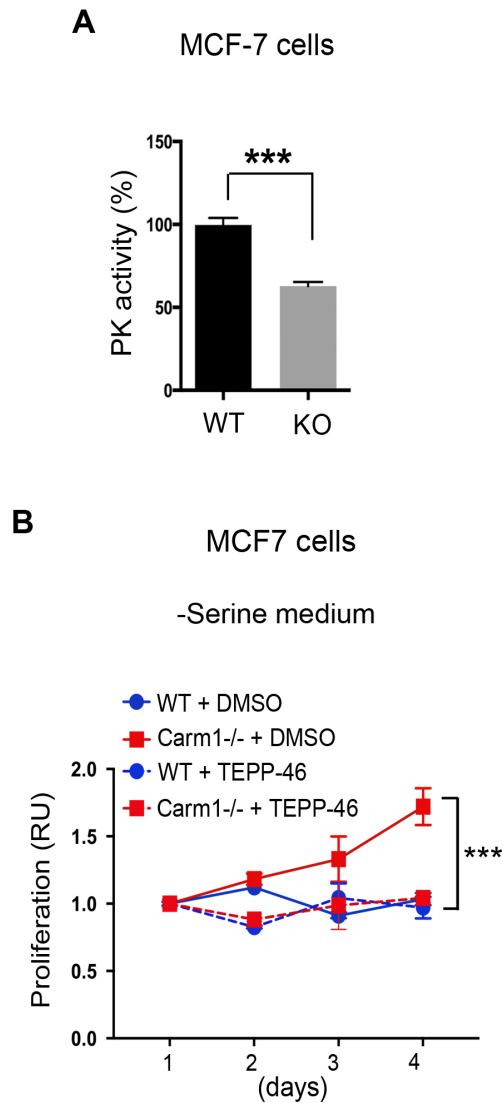 A
MCF-7 cells
150
***
100
50
0
PK activity (%)
WT KO
B
MCF7 cells
-Serine medium
WT + DMSO
Carm1-/- + DMSO
WT + TEPP-46
Carm1-/- + TEPP-46
2.0
1.5
1.0
0.5
0.0
Proliferation (RU)
***
1 2 3 4
(days)